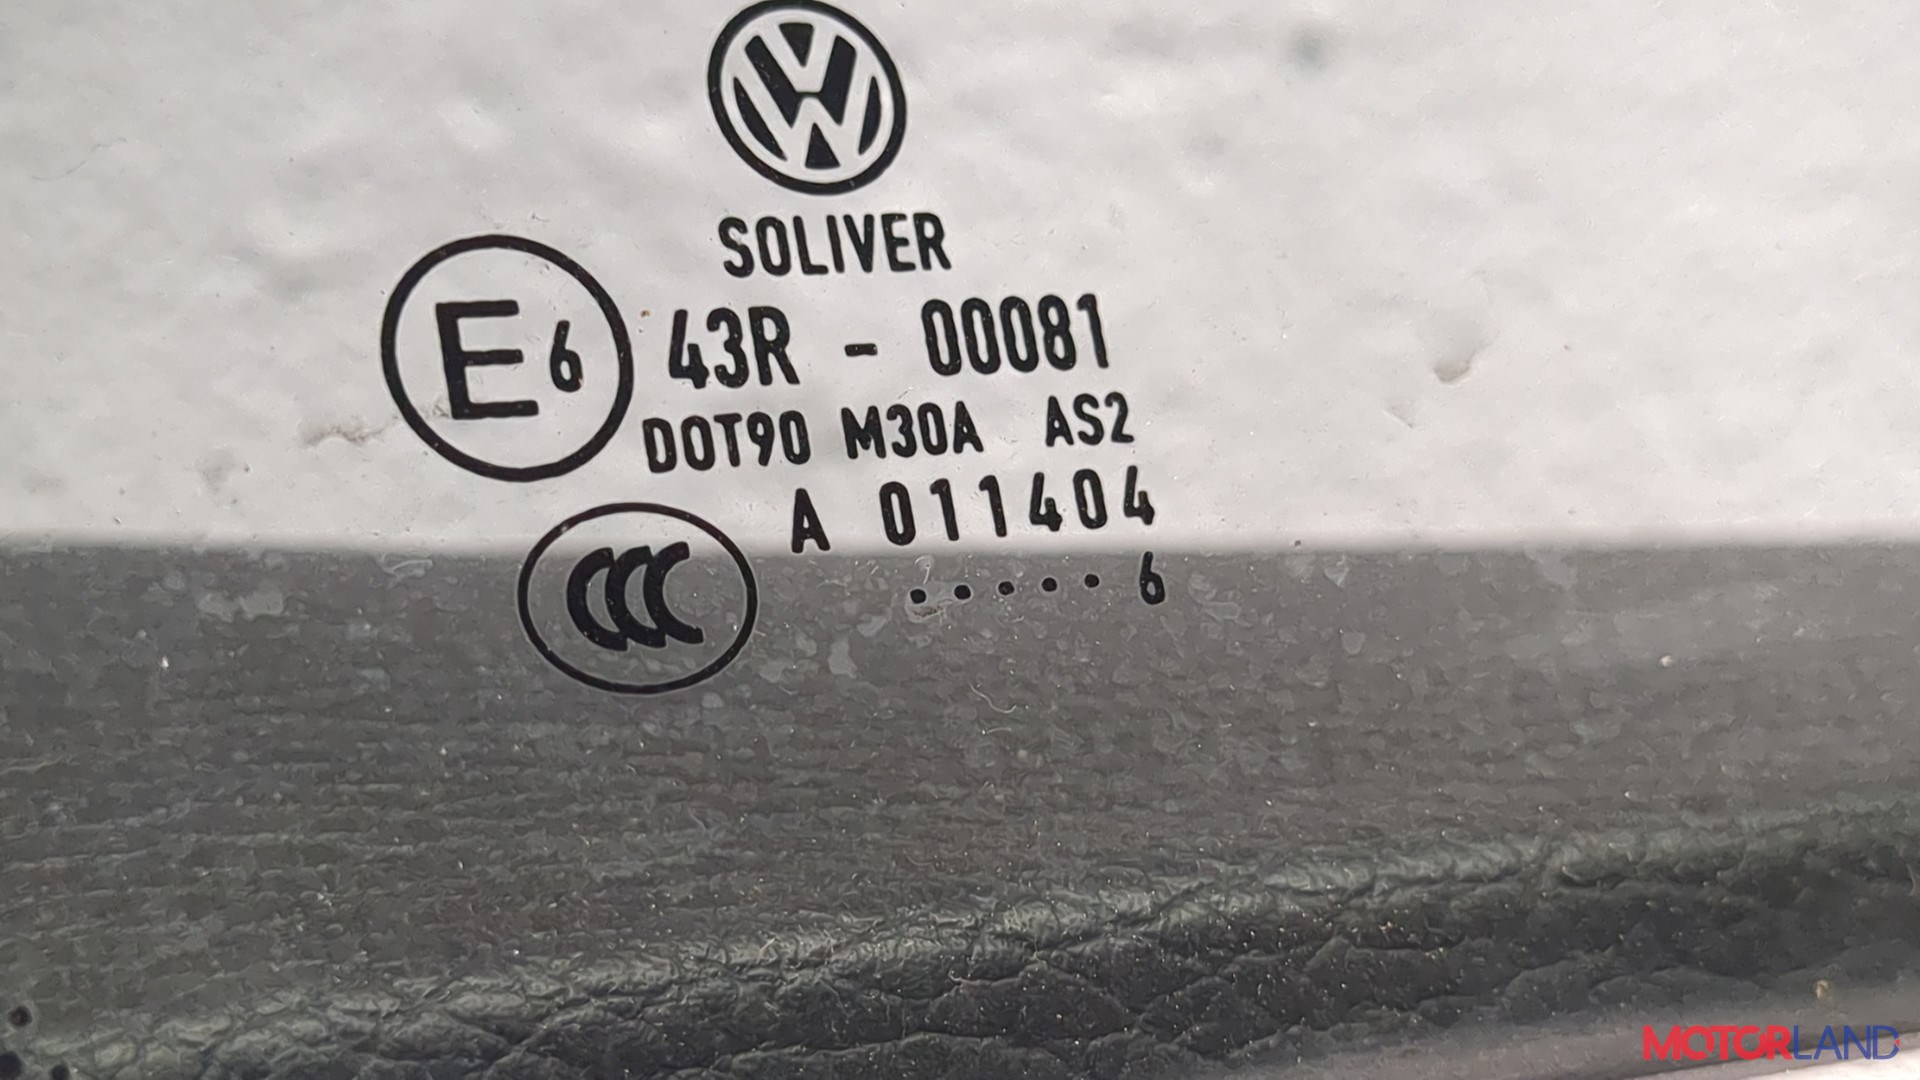 SOLIVER
E6 43R - 00081
DOT90 M30A AS2
A 011404
CCC
. . . . . 6
MOTORLAND